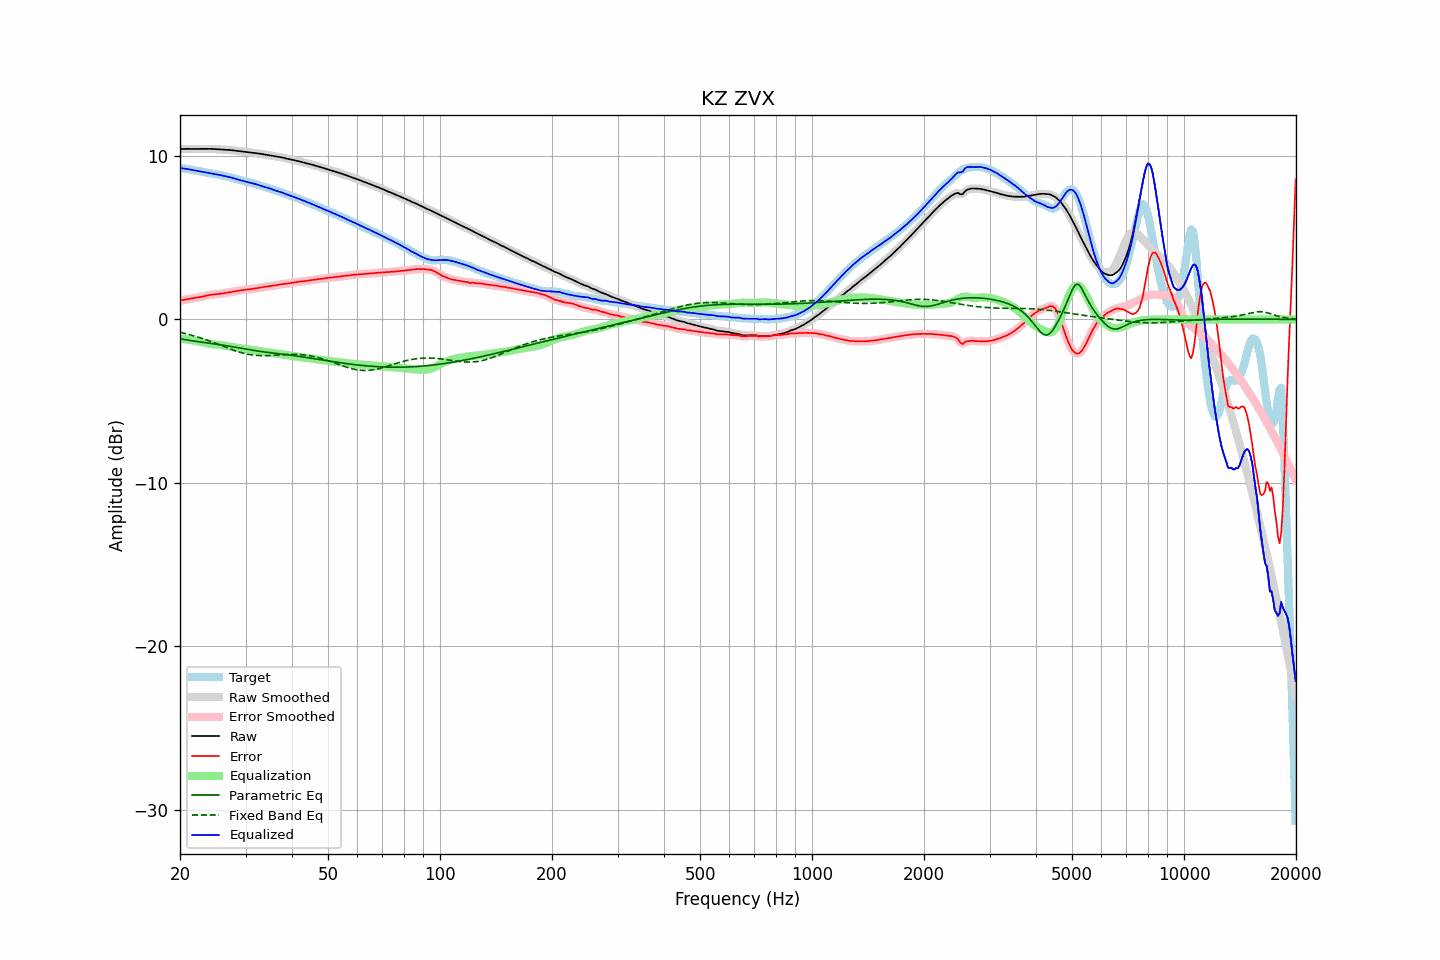 KZ ZVX
Amplitude (dBr)
10
0
−10
−20
−30
Target
Raw Smoothed
Error Smoothed
Raw
Error
Equalization
Parametric Eq
Fixed Band Eq
Equalized
20 50 100 200 500 1000 2000 5000 10000 20000
Frequency (Hz)